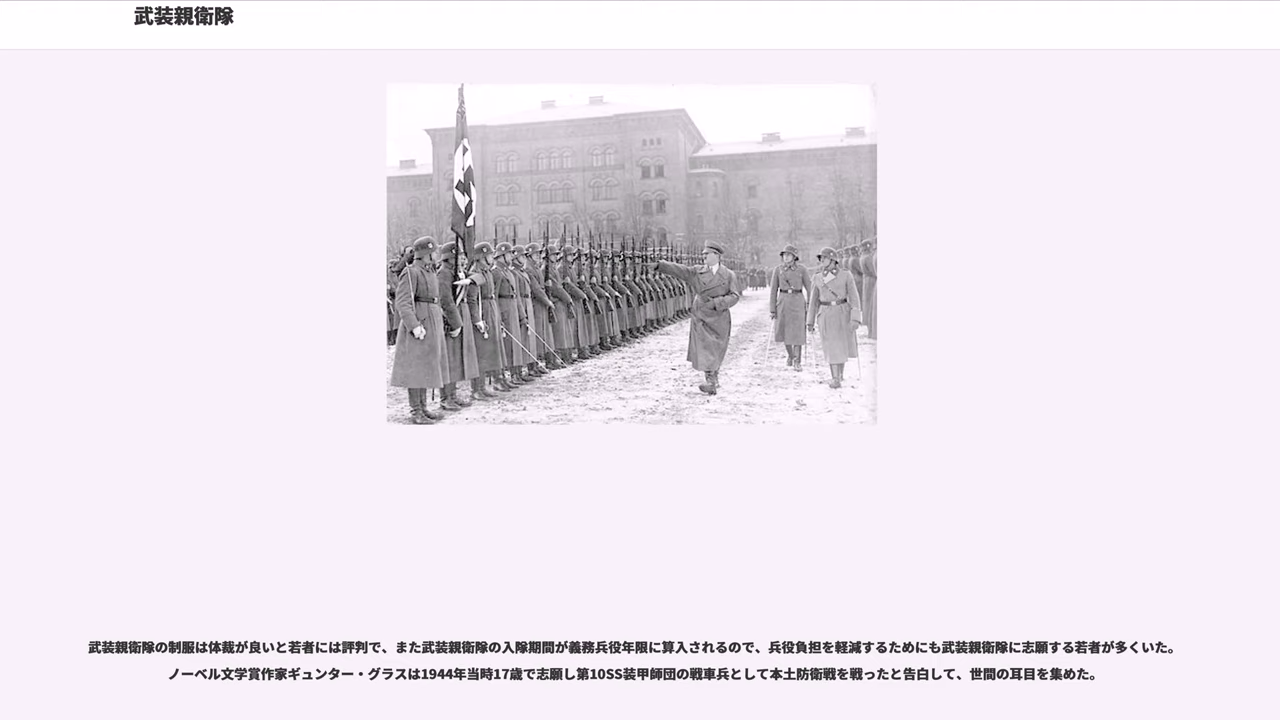 武装親衛隊
武装親衛隊の制服は体裁が良いと若者には評判で、また武装親衛隊の入隊期間が義務兵役年限に算入されるので、兵役負担を軽減するためにも武装親衛隊に志願する若者が多くいた。
ノーベル文学賞作家ギュンター・グラスは1944年当時17歳で志願し第10SS装甲師団の戦車兵として本土防衛戦を戦ったと告白して、世間の耳目を集めた。